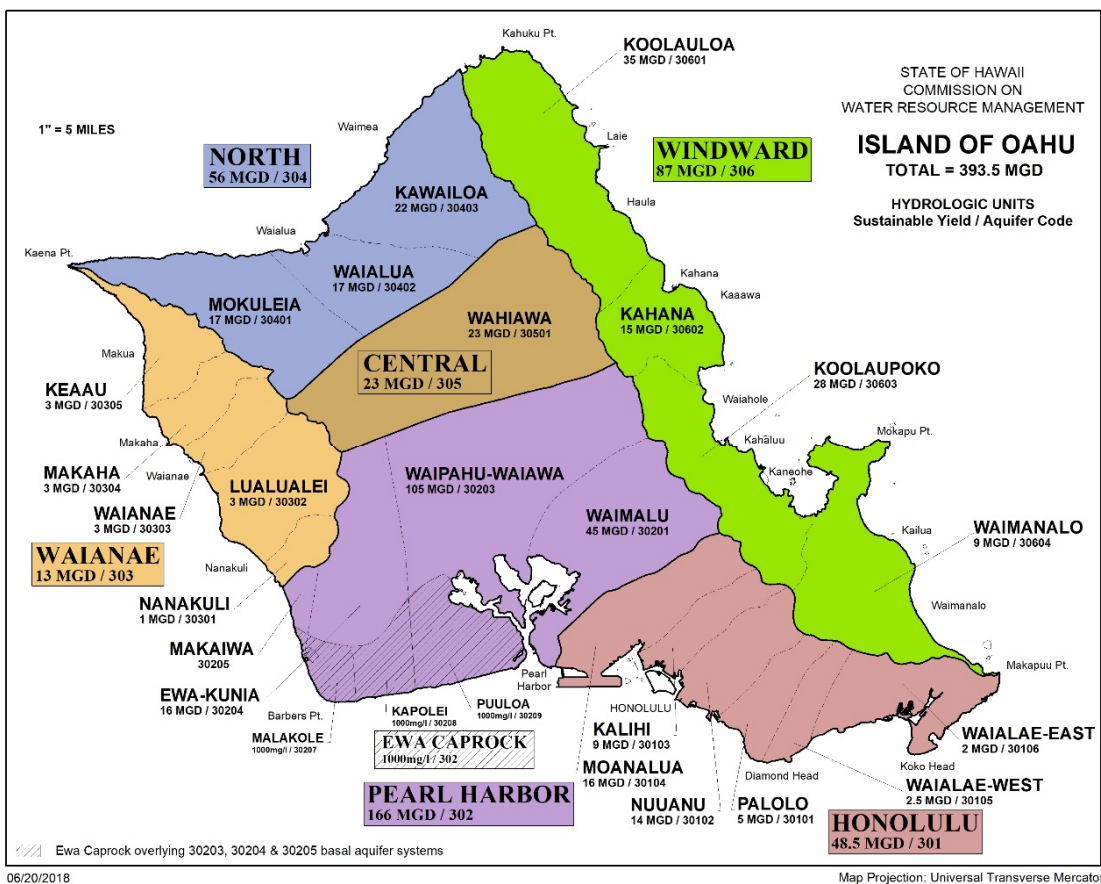 Kahuku Pt.
KOOLAULOA
35 MGD / 30601
STATE OF HAWAII
COMMISSION ON
WATER RESOURCE MANAGEMENT
ISLAND OF OAHU
TOTAL = 393.5 MGD
HYDROLOGIC UNITS
Sustainable Yield / Aquifer Code
1" = 5 MILES
Waimea
Laie
NORTH
56 MGD / 304
WINDWARD
87 MGD / 306
KAWAILOA
22 MGD / 30403
Haula
Waialua
Kaena Pt.
WAIALUA
17 MGD / 30402
Kahana
Kaaawa
MOKULEIA
17 MGD / 30401
WAHIAWA
23 MGD / 30501
KAHANA
15 MGD / 30602
Makua
CENTRAL
23 MGD / 305
KOOLAUPOKO
28 MGD / 30603
KEAAU
3 MGD / 30305
Waiahole
Makaha
Kahaluu
Mokapu Pt.
MAKAHA
3 MGD / 30304
Waianae
LUALUALEI
3 MGD / 30302
WAIPAHU-WAIAWA
105 MGD / 30203
Kaneohe
WAIANAE
3 MGD / 30303
WAIMALU
45 MGD / 30201
Kailua
WAIMANALO
9 MGD / 30604
WAIANAE
13 MGD / 303
Nanakuli
NANAKULI
1 MGD / 30301
Waimanalo
MAKAIWA
30205
Makapuu Pt.
EWA-KUNIA
16 MGD / 30204
Pearl
Harbor
Barbers Pt.
KAPOLEI
1000mg/l / 30208
PUULOA
1000mg/l / 30209
HONOLULU
MALAKOLE
1000mg/l / 30207
KALIHI
9 MGD / 30103
WAIALAE-EAST
2 MGD / 30106
EWA CAPROCK
1000mg/l / 302
MOANALUA
16 MGD / 30104
Diamond Head
Koko Head
PEARL HARBOR
166 MGD / 302
WAIALAE-WEST
2.5 MGD / 30105
NUUANU
14 MGD / 30102
PALOLO
5 MGD / 30101
HONOLULU
48.5 MGD / 301
Ewa Caprock overlying 30203, 30204 & 30205 basal aquifer systems
06/20/2018
Map Projection: Universal Transverse Mercator